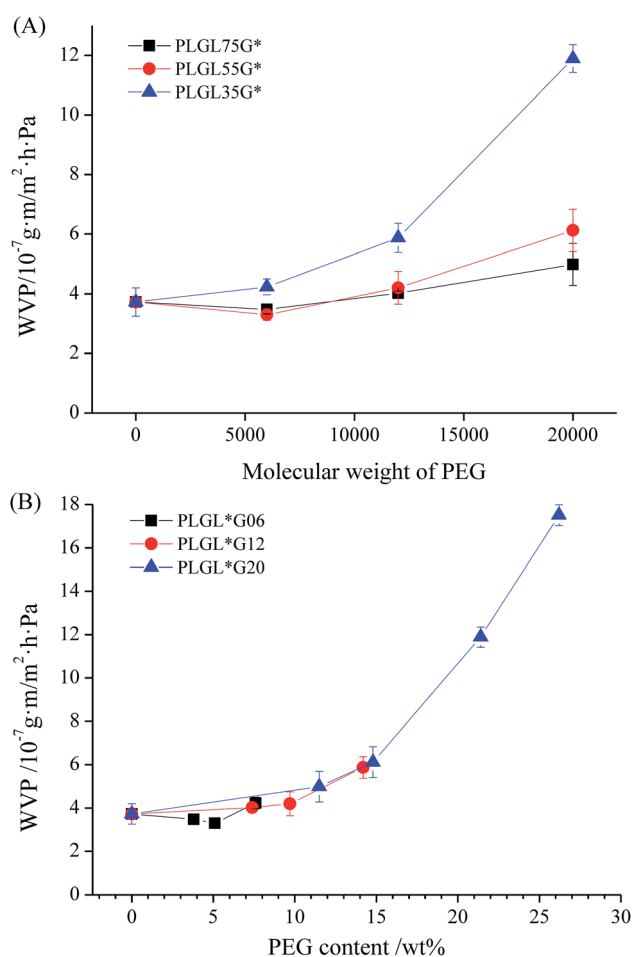 (A)
PLGL75G*
PLGL55G*
PLGL35G*
12
10
8
6
4
2
0
WVP/10⁻⁷g·m/m²·h·Pa
0 5000 10000 15000 20000
Molecular weight of PEG
(B)
PLGL*G06
PLGL*G12
PLGL*G20
18
16
14
12
10
8
6
4
2
0
WVP /10⁻⁷g·m/m²·h·Pa
0 5 10 15 20 25 30
PEG content /wt%